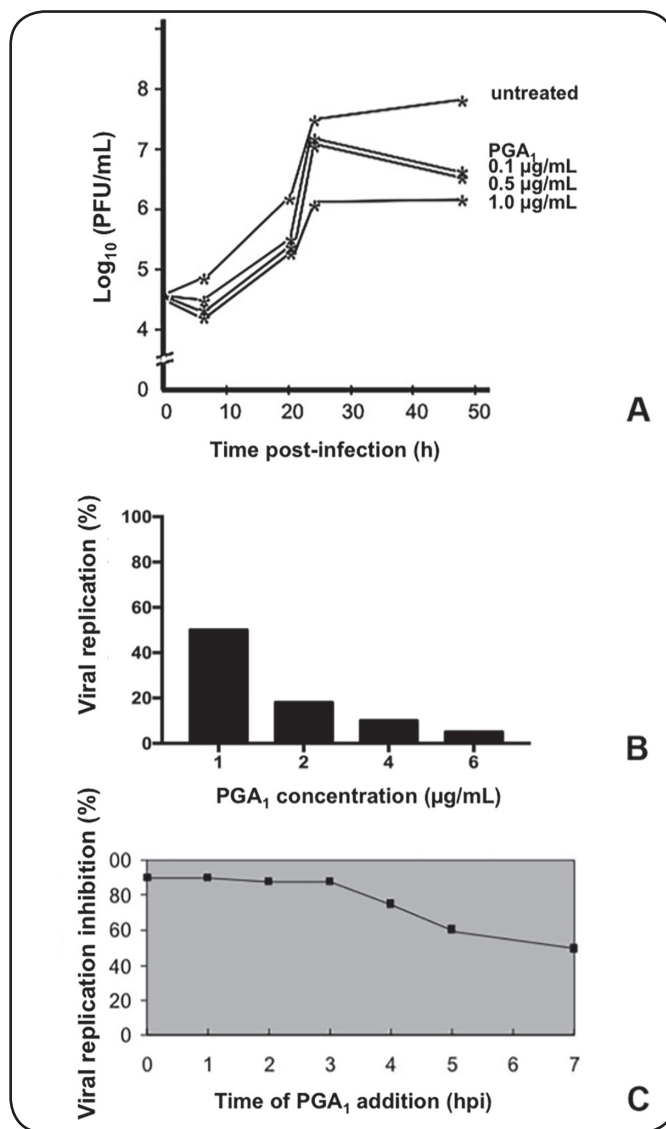 8
7
6
5
4
0
Log₁₀ (PFU/mL)
untreated
PGA₁
0.1 µg/mL
0.5 µg/mL
1.0 µg/mL
0 10 20 30 40 50
Time post-infection (h)
A
100
80
60
40
20
0
Viral replication (%)
1 2 4 6
PGA₁ concentration (µg/mL)
B
00
80
60
40
20
0
Viral replication inhibition (%)
0 1 2 3 4 5 6 7
Time of PGA₁ addition (hpi)
C